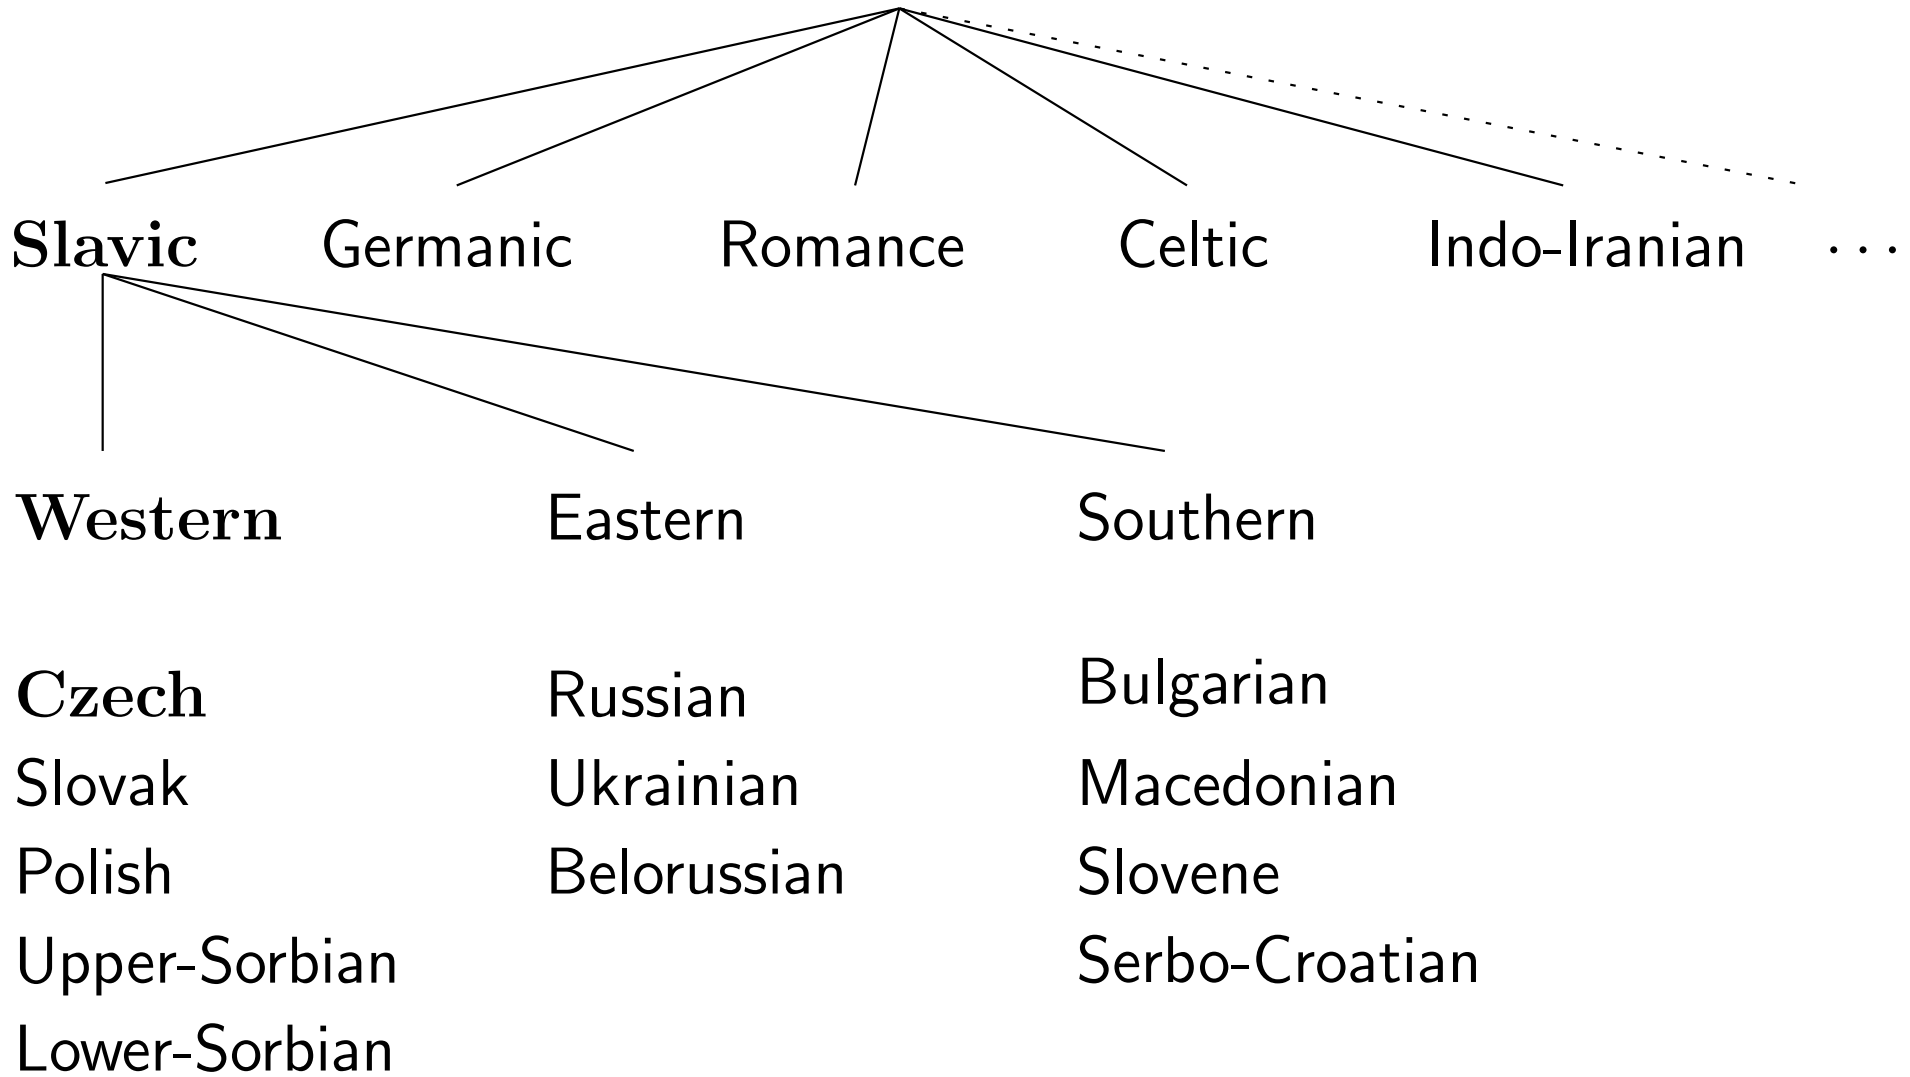 Slavic Germanic Romance Celtic Indo-Iranian ...
Western Eastern Southern
Czech Russian Bulgarian
Slovak Ukrainian Macedonian
Polish Belorussian Slovene
Upper-Sorbian Serbo-Croatian
Lower-Sorbian